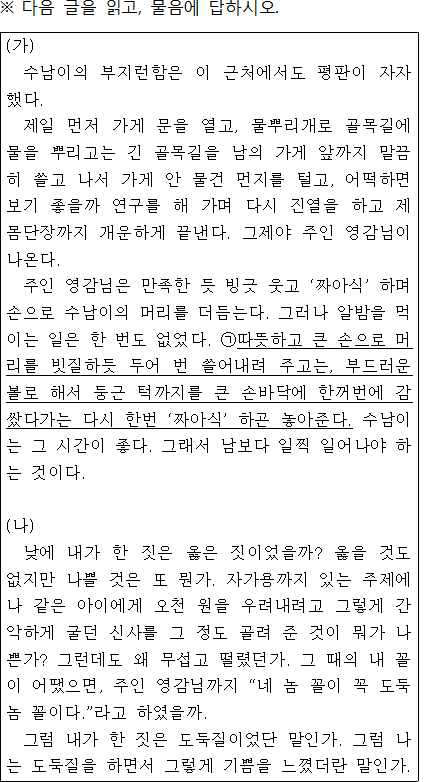 ※ 다음 글을 읽고, 물음에 답하시오.
(가)
수남이의 부지런함은 이 근처에서도 평판이 자자
했다.
제일 먼저 가게 문을 열고, 물뿌리개로 골목길에
물을 뿌리고는 긴 골목길을 남의 가게 앞까지 말끔
히 쓸고 나서 가게 안 물건 먼지를 털고, 어떡하면
보기 좋을까 연구를 해 가며 다시 진열을 하고 제
몸단장까지 개운하게 끝낸다. 그제야 주인 영감님이
나온다.
주인 영감님은 만족한 듯 빙긋 웃고 ‘짜아식’ 하며
손으로 수남이의 머리를 더듬는다. 그러나 알밤을 먹
이는 일은 한 번도 없었다. ㉠따뜻하고 큰 손으로 머
리를 빗질하듯 두어 번 쓸어내려 주고는, 부드러운
볼로 해서 둥근 턱까지를 큰 손바닥에 한꺼번에 감
쌌다가는 다시 한번 ‘짜아식’ 하곤 놓아준다. 수남이
는 그 시간이 좋다. 그래서 남보다 일찍 일어나야 하
는 것이다.
(나)
낮에 내가 한 짓은 옳은 짓이었을까? 옳을 것도
없지만 나쁠 것은 또 뭔가. 자가용까지 있는 주제에
나 같은 아이에게 오천 원을 우려내려고 그렇게 간
악하게 굴던 신사를 그 정도 골려 준 것이 뭐가 나
쁜가? 그런데도 왜 무섭고 떨렸던가. 그 때의 내 꼴
이 어땠으면, 주인 영감님까지 “네 놈 꼴이 꼭 도둑
놈 꼴이다.”라고 하였을까.
그럼 내가 한 짓은 도둑질이었단 말인가. 그럼 나
는 도둑질을 하면서 그렇게 기쁨을 느꼈더란 말인가.